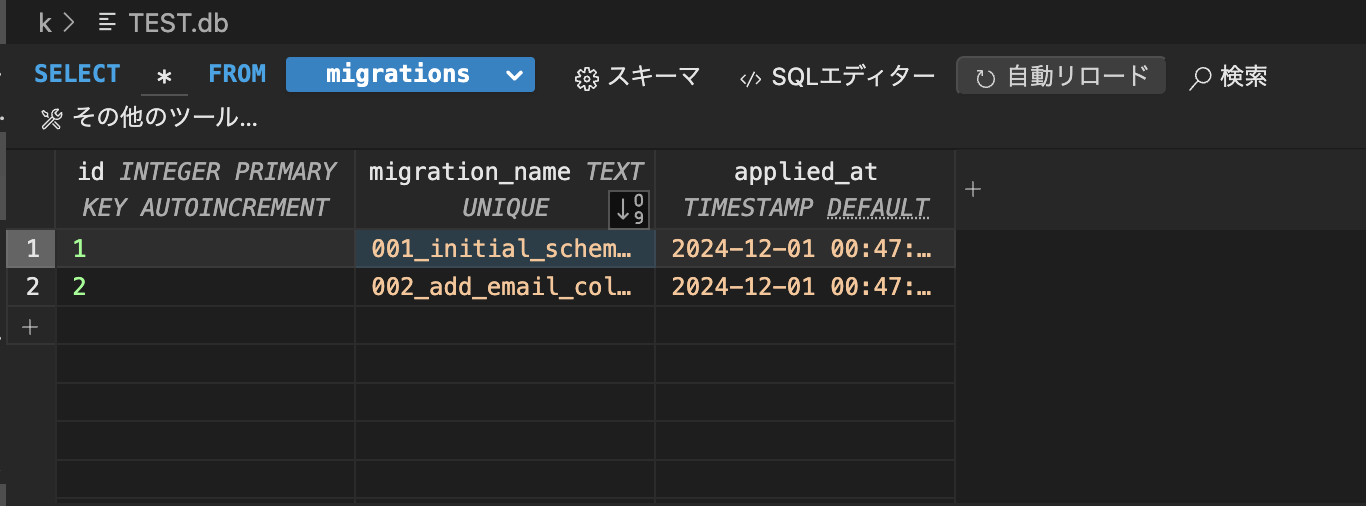 k > TEST.db
SELECT * FROM migrations スキーマ </> SQLエディター 自動リロード 検索
その他のツール...
id INTEGER PRIMARY KEY AUTOINCREMENT
migration_name TEXT UNIQUE
↓09
applied_at TIMESTAMP DEFAULT
+
1 1 001_initial_schem… 2024-12-01 00:47:…
2 2 002_add_email_col… 2024-12-01 00:47:…
+